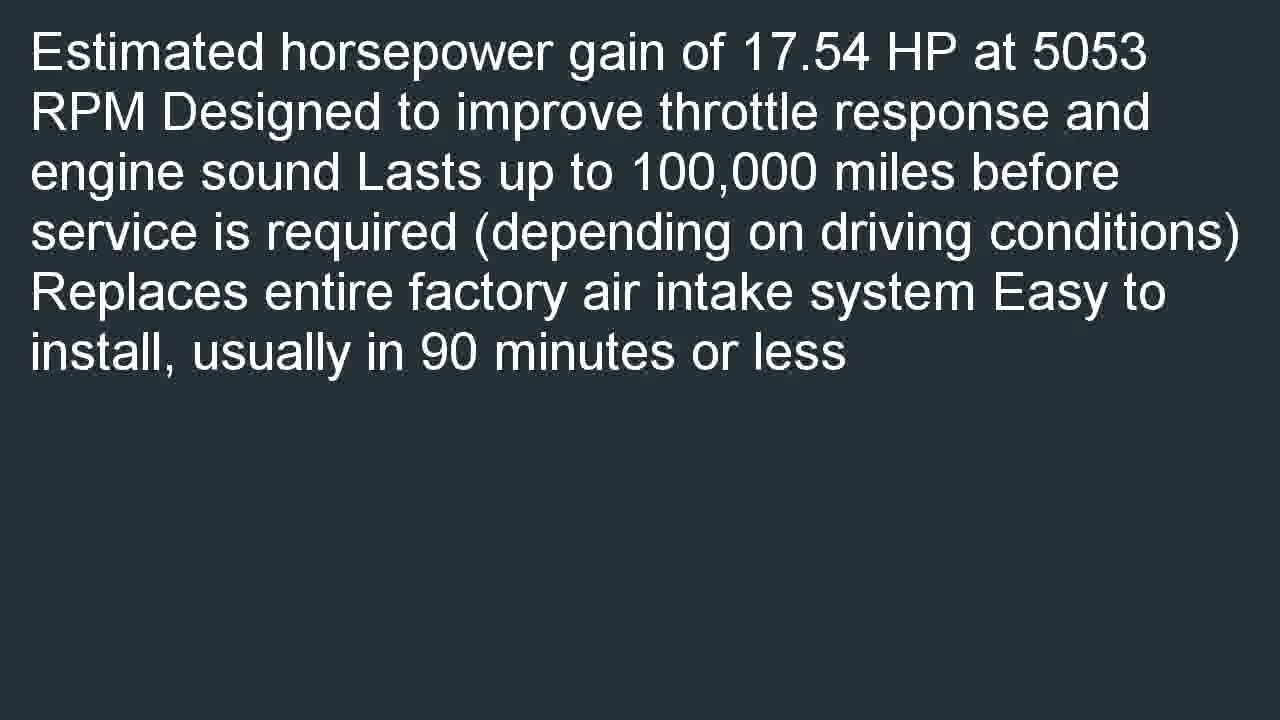 Estimated horsepower gain of 17.54 HP at 5053
RPM Designed to improve throttle response and
engine sound Lasts up to 100,000 miles before
service is required (depending on driving conditions)
Replaces entire factory air intake system Easy to
install, usually in 90 minutes or less